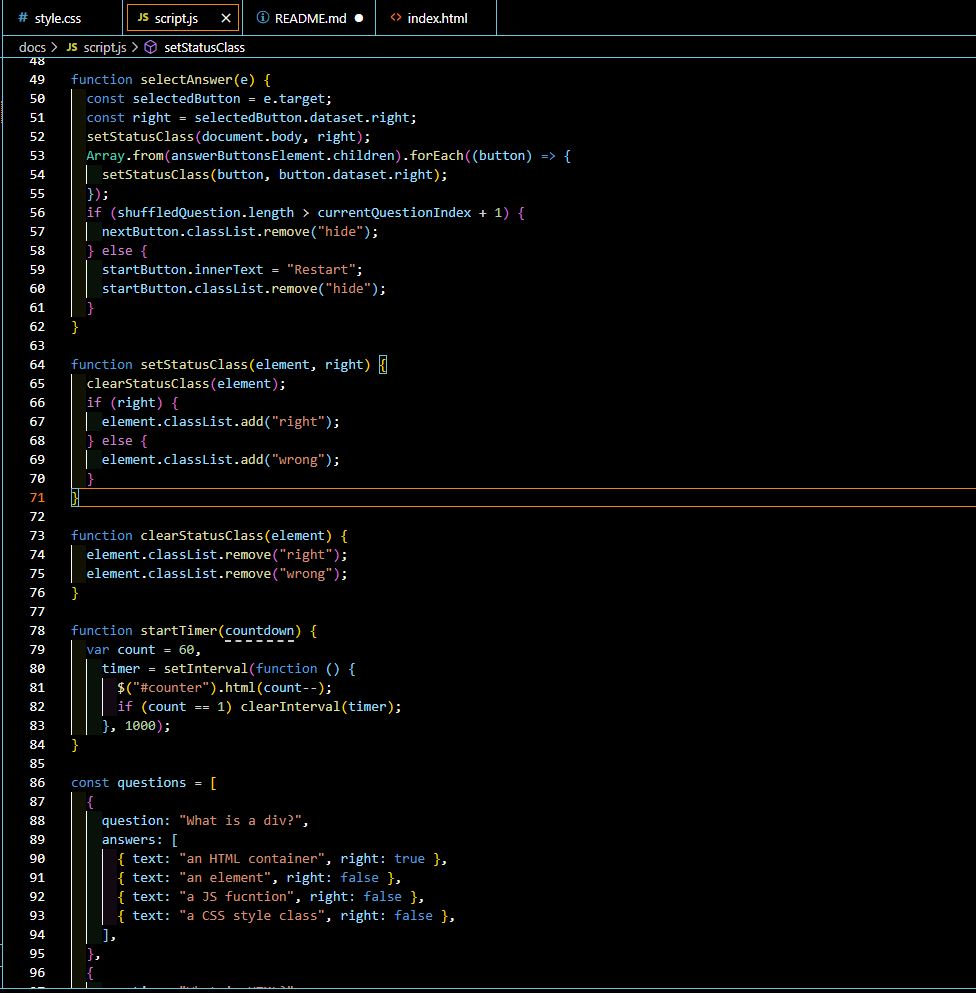 # style.css JS script.js × README.md ● <> index.html
docs > JS script.js > setStatusClass
48
49 function selectAnswer(e) {
50   const selectedButton = e.target;
51   const right = selectedButton.dataset.right;
52   setStatusClass(document.body, right);
53   Array.from(answerButtonsElement.children).forEach((button) => {
54     setStatusClass(button, button.dataset.right);
55   });
56   if (shuffledQuestion.length > currentQuestionIndex + 1) {
57     nextButton.classList.remove("hide");
58   } else {
59     startButton.innerText = "Restart";
60     startButton.classList.remove("hide");
61   }
62 }
63
64 function setStatusClass(element, right) {
65   clearStatusClass(element);
66   if (right) {
67     element.classList.add("right");
68   } else {
69     element.classList.add("wrong");
70   }
71 }
72
73 function clearStatusClass(element) {
74   element.classList.remove("right");
75   element.classList.remove("wrong");
76 }
77
78 function startTimer(countdown) {
79   var count = 60,
80     timer = setInterval(function () {
81       $("#counter").html(count--);
82       if (count == 1) clearInterval(timer);
83     }, 1000);
84 }
85
86 const questions = [
87   {
88     question: "What is a div?",
89     answers: [
90       { text: "an HTML container", right: true },
91       { text: "an element", right: false },
92       { text: "a JS fucntion", right: false },
93       { text: "a CSS style class", right: false },
94     ],
95   },
96   {